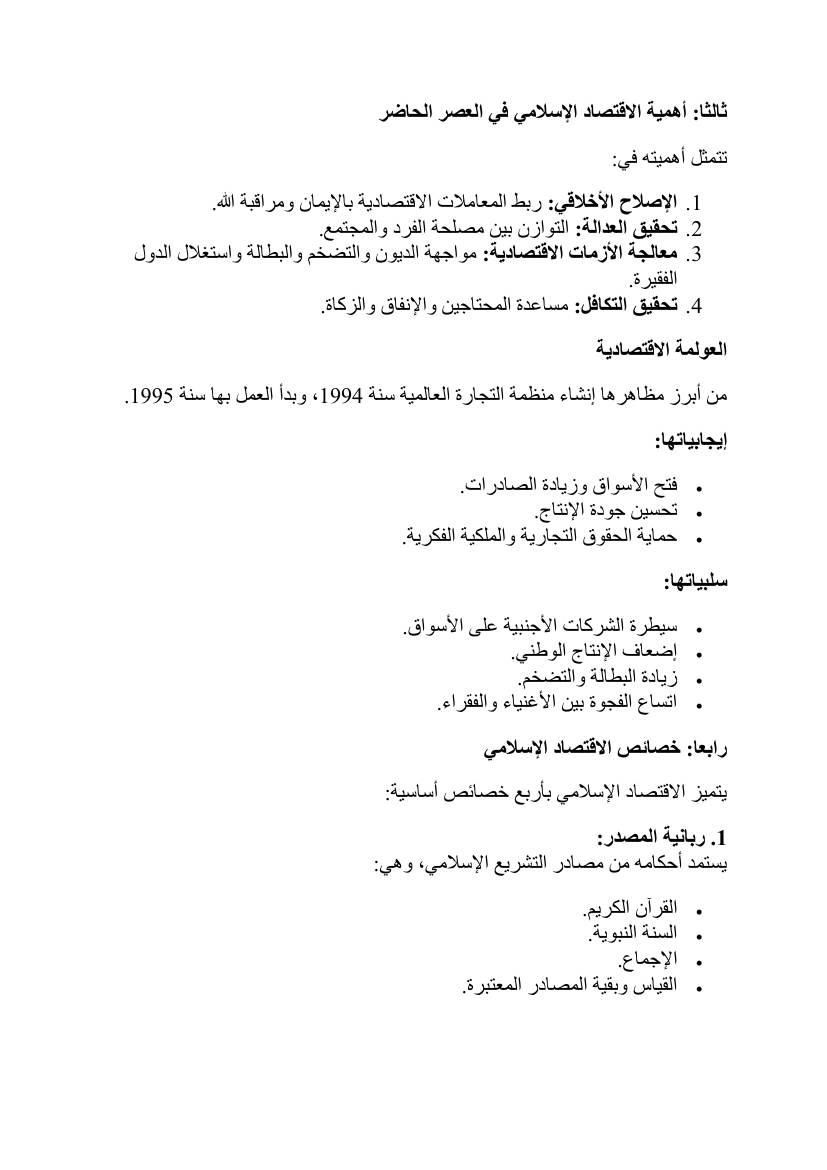 ثالثا: أهمية الاقتصاد الإسلامي في العصر الحاضر
تتمثل أهميته في:
1. الإصلاح الأخلاقي: ربط المعاملات الاقتصادية بالإيمان ومراقبة الله.
2. تحقيق العدالة: التوازن بين مصلحة الفرد والمجتمع.
3. معالجة الأزمات الاقتصادية: مواجهة الديون والتضخم والبطالة واستغلال الدول
الفقيرة.
4. تحقيق التكافل: مساعدة المحتاجين والإنفاق والزكاة.
العولمة الاقتصادية
من أبرز مظاهرها إنشاء منظمة التجارة العالمية سنة 1994، وبدأ العمل بها سنة 1995.
إيجابياتها:
• فتح الأسواق وزيادة الصادرات.
• تحسين جودة الإنتاج.
• حماية الحقوق التجارية والملكية الفكرية.
سلبياتها:
• سيطرة الشركات الأجنبية على الأسواق.
• إضعاف الإنتاج الوطني.
• زيادة البطالة والتضخم.
• اتساع الفجوة بين الأغنياء والفقراء.
رابعا: خصائص الاقتصاد الإسلامي
يتميز الاقتصاد الإسلامي بأربع خصائص أساسية:
1. ربانية المصدر:
يستمد أحكامه من مصادر التشريع الإسلامي، وهي:
• القرآن الكريم.
• السنة النبوية.
• الإجماع.
• القياس وبقية المصادر المعتبرة.